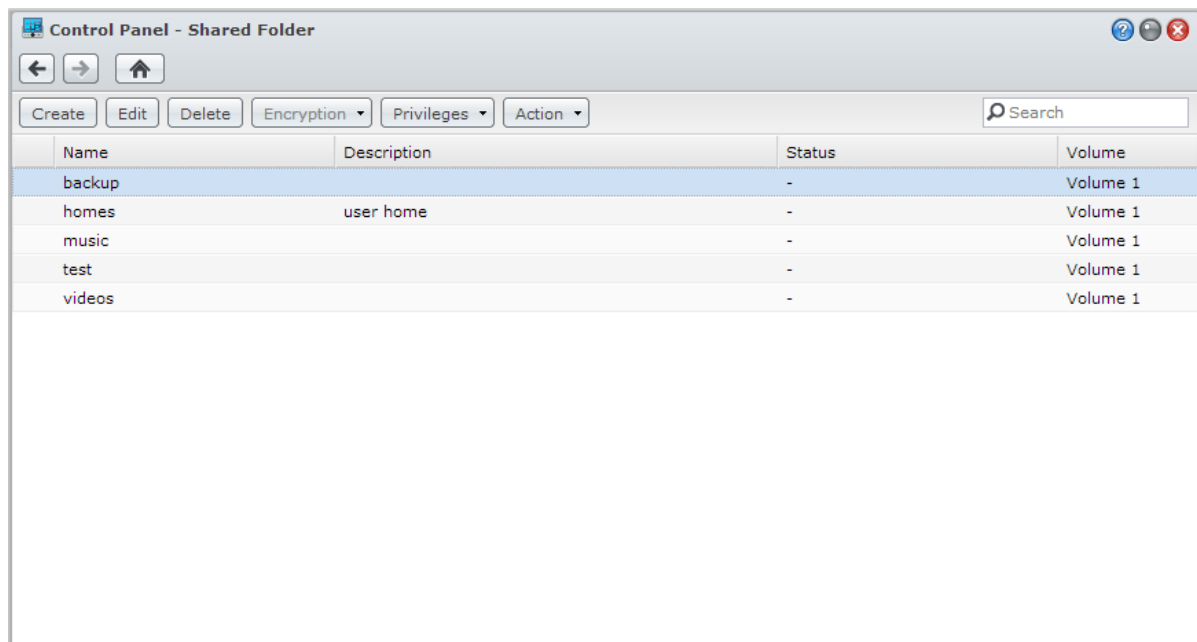 Control Panel - Shared Folder
Create Edit Delete Encryption Privileges Action Search
Name Description Status Volume
backup - Volume 1
homes user home - Volume 1
music - Volume 1
test - Volume 1
videos - Volume 1